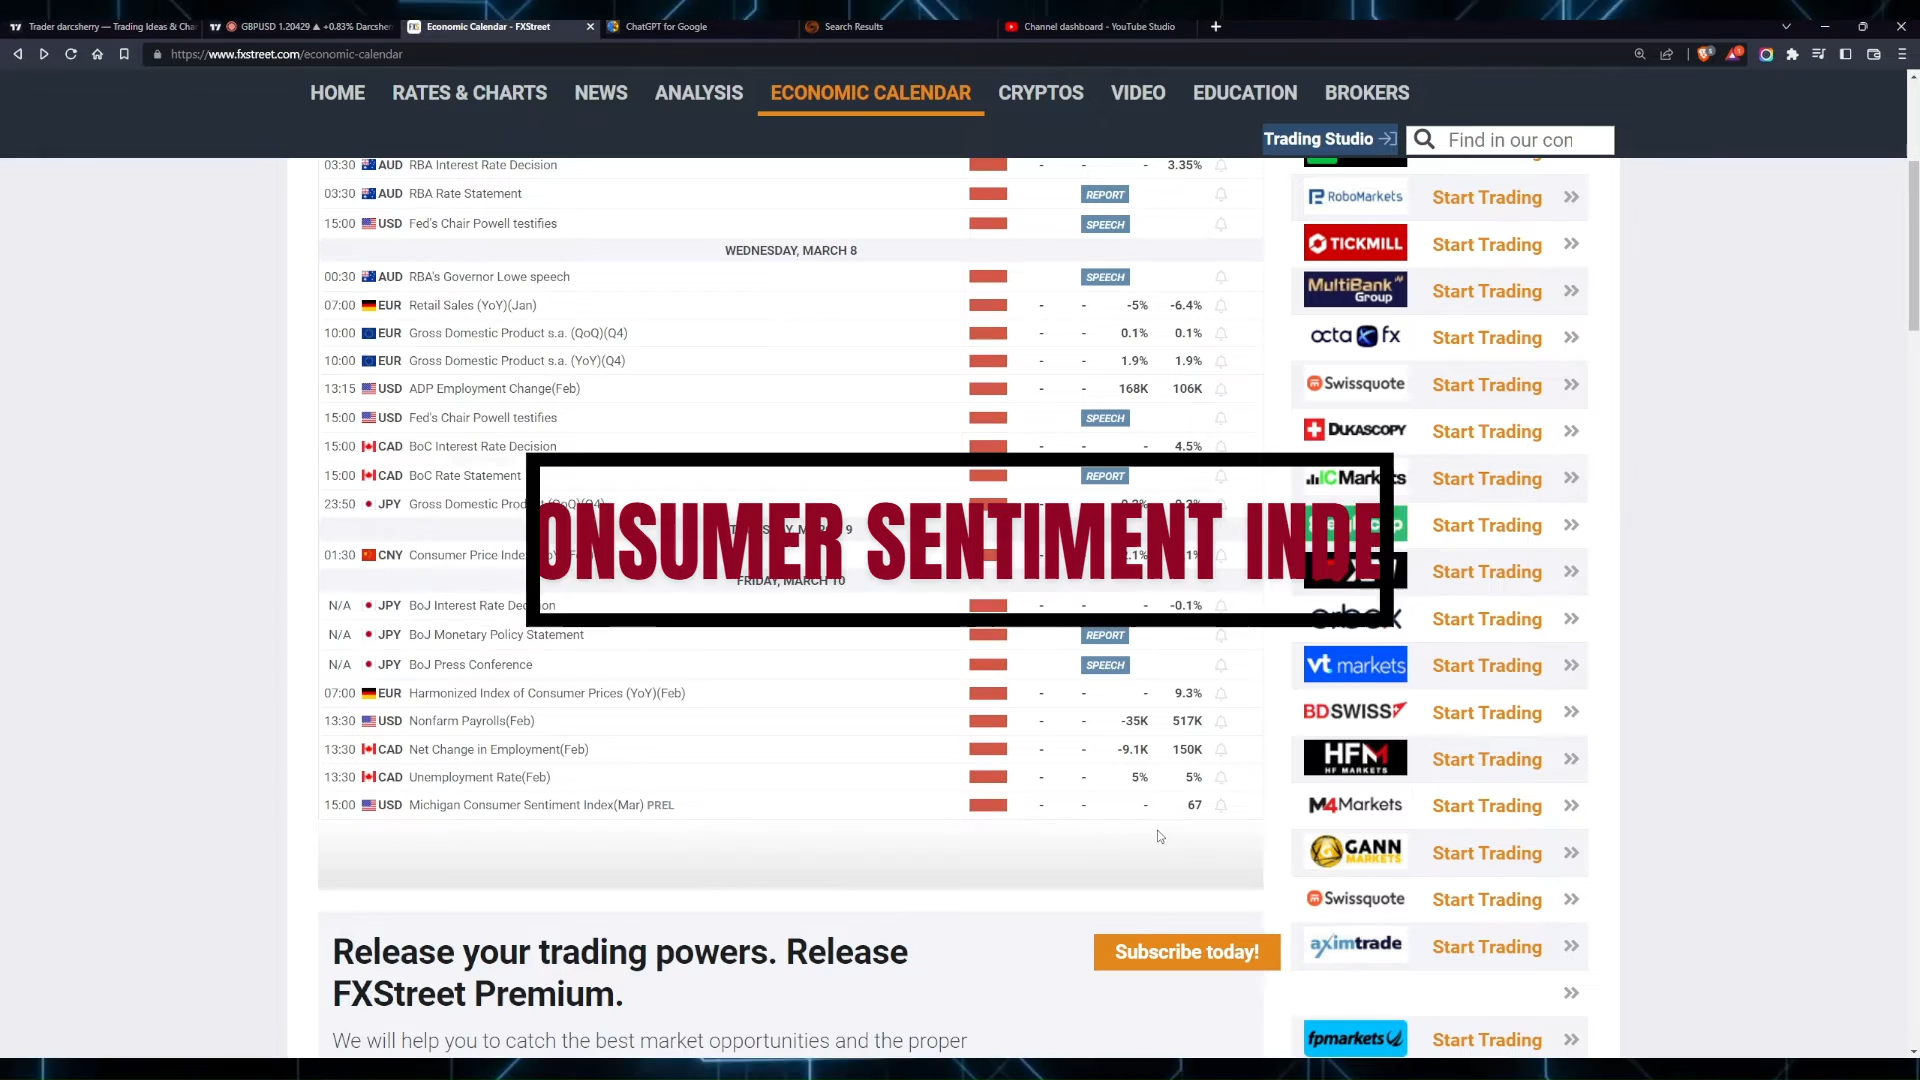 Trader darcsherry — Trading Ideas & Cha
GBPUSD 1.20429 ▲ +0.83% Darcsher
Economic Calendar - FXStreet
ChatGPT for Google
Search Results
Channel dashboard - YouTube Studio
https://www.fxstreet.com/economic-calendar
HOME RATES & CHARTS NEWS ANALYSIS ECONOMIC CALENDAR CRYPTOS VIDEO EDUCATION BROKERS
Trading Studio
Find in our con
03:30 AUD RBA Interest Rate Decision - - - 3.35%
03:30 AUD RBA Rate Statement REPORT
15:00 USD Fed's Chair Powell testifies SPEECH
WEDNESDAY, MARCH 8
00:30 AUD RBA's Governor Lowe speech SPEECH
07:00 EUR Retail Sales (YoY)(Jan) - - -5% -6.4%
10:00 EUR Gross Domestic Product s.a. (QoQ)(Q4) - - 0.1% 0.1%
10:00 EUR Gross Domestic Product s.a. (YoY)(Q4) - - 1.9% 1.9%
13:15 USD ADP Employment Change(Feb) - - 168K 106K
15:00 USD Fed's Chair Powell testifies SPEECH
15:00 CAD BoC Interest Rate Decision - - - 4.5%
15:00 CAD BoC Rate Statement REPORT
23:50 JPY Gross Domestic
ONSUMER SENTIMENT INDE
01:30 CNY Consumer Price
FRIDAY, MARCH 10
N/A JPY BoJ Interest Rate - - - -0.1%
N/A JPY BoJ Monetary Policy Statement REPORT
N/A JPY BoJ Press Conference SPEECH
07:00 EUR Harmonized Index of Consumer Prices (YoY)(Feb) - - - 9.3%
13:30 USD Nonfarm Payrolls(Feb) - - -35K 517K
13:30 CAD Net Change in Employment(Feb) - - -9.1K 150K
13:30 CAD Unemployment Rate(Feb) - - 5% 5%
15:00 USD Michigan Consumer Sentiment Index(Mar) PREL - - - 67
RoboMarkets Start Trading
TICKMILL Start Trading
MultiBank Group Start Trading
octa fx Start Trading
Swissquote Start Trading
DUKASCOPY Start Trading
IC Markets Start Trading
Start Trading
Start Trading
orbex Start Trading
vt markets Start Trading
BDSWISS Start Trading
HFM HF MARKETS Start Trading
M4Markets Start Trading
GANN MARKETS Start Trading
Swissquote Start Trading
aximtrade Start Trading
fpmarkets Start Trading
Release your trading powers. Release
FXStreet Premium.
Subscribe today!
We will help you to catch the best market opportunities and the proper